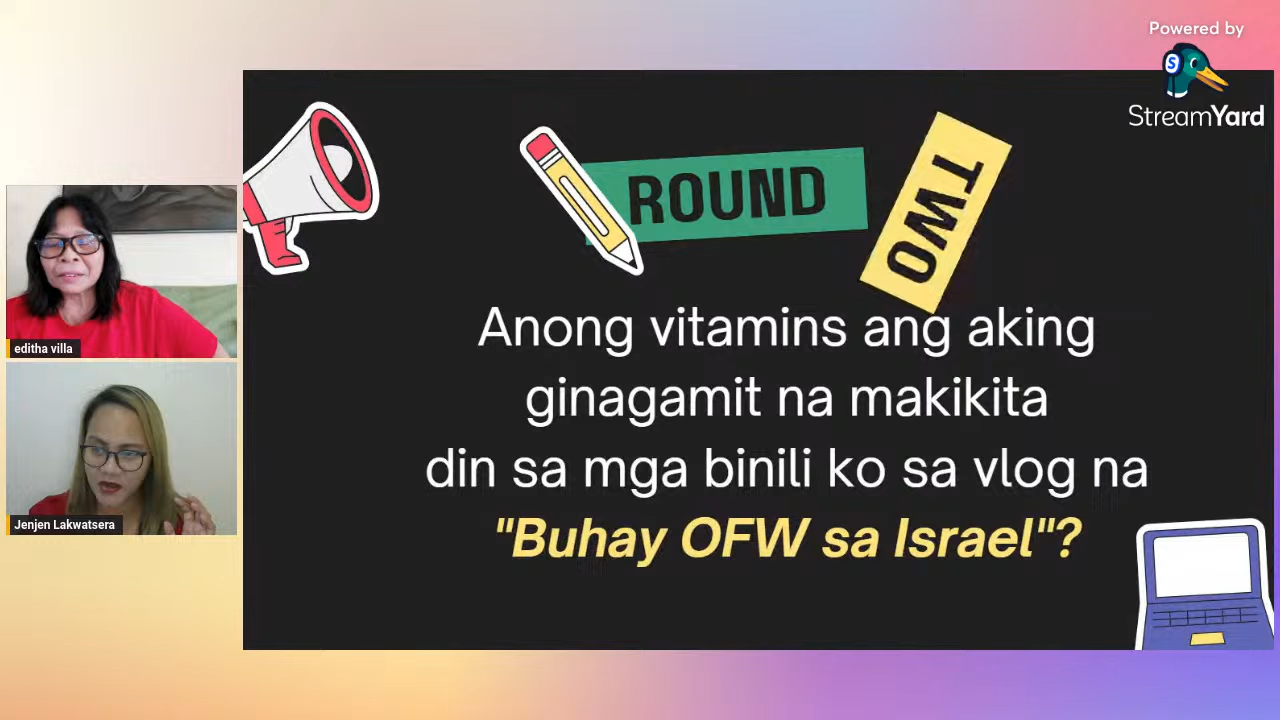 Powered by
S
StreamYard
ROUND
TWO
Anong vitamins ang aking
ginagamit na makikita
din sa mga binili ko sa vlog na
"Buhay OFW sa Israel"?
editha villa
Jenjen Lakwatsera